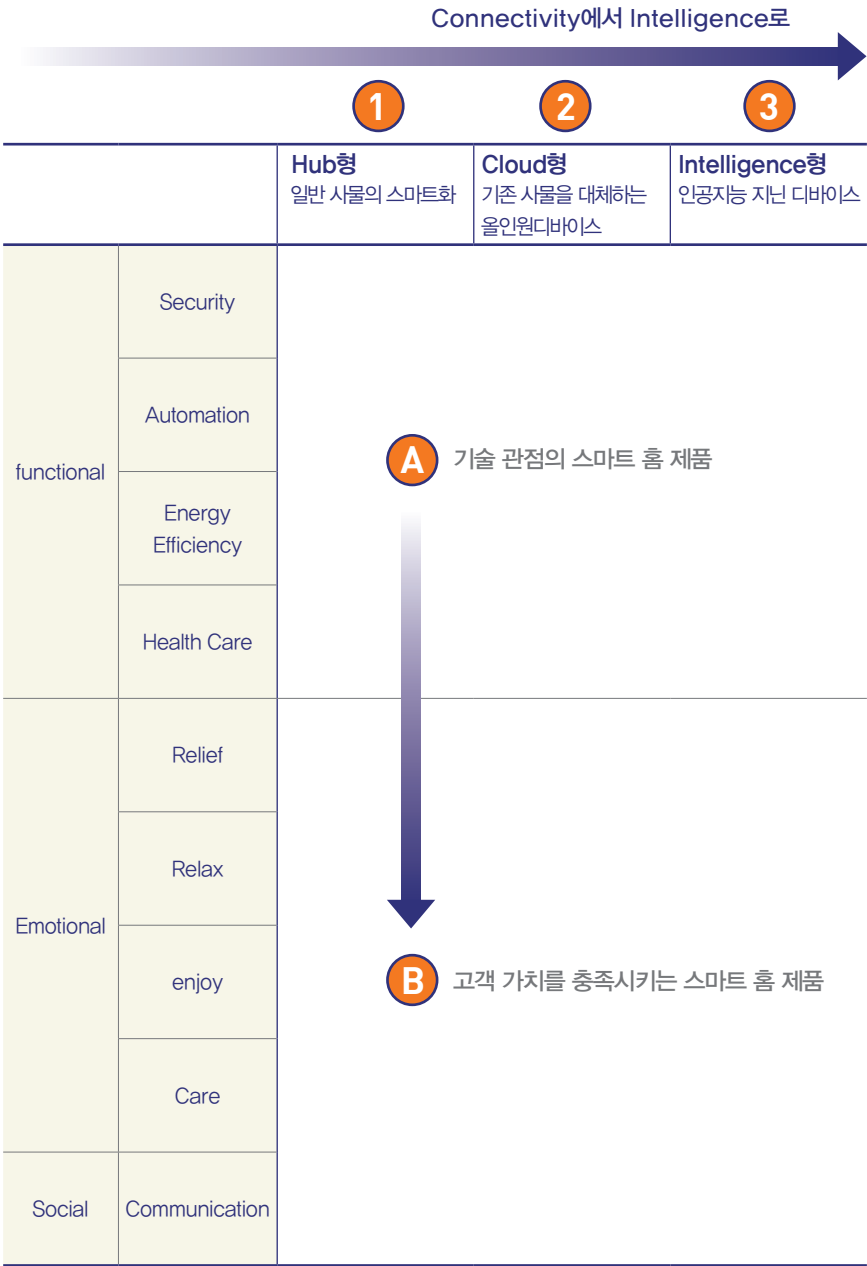 Connectivity에서 Intelligence로
1
2
3
Hub형
일반 사물의 스마트화
Cloud형
기존 사물을 대체하는
올인원디바이스
Intelligence형
인공지능 지닌 디바이스
functional
Security
Automation
Energy
Efficiency
Health Care
A 기술 관점의 스마트 홈 제품
Emotional
Relief
Relax
enjoy
Care
B 고객 가치를 충족시키는 스마트 홈 제품
Social
Communication